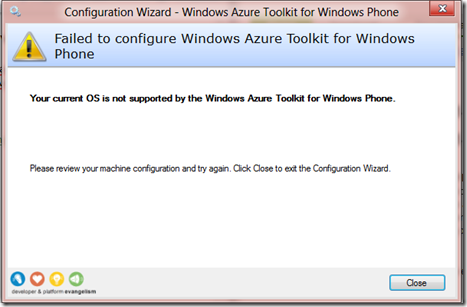 Configuration Wizard - Windows Azure Toolkit for Windows Phone
Failed to configure Windows Azure Toolkit for Windows
Phone
Your current OS is not supported by the Windows Azure Toolkit for Windows Phone.
Please review your machine configuration and try again. Click Close to exit the Configuration Wizard.
developer & platform evangelism
Close